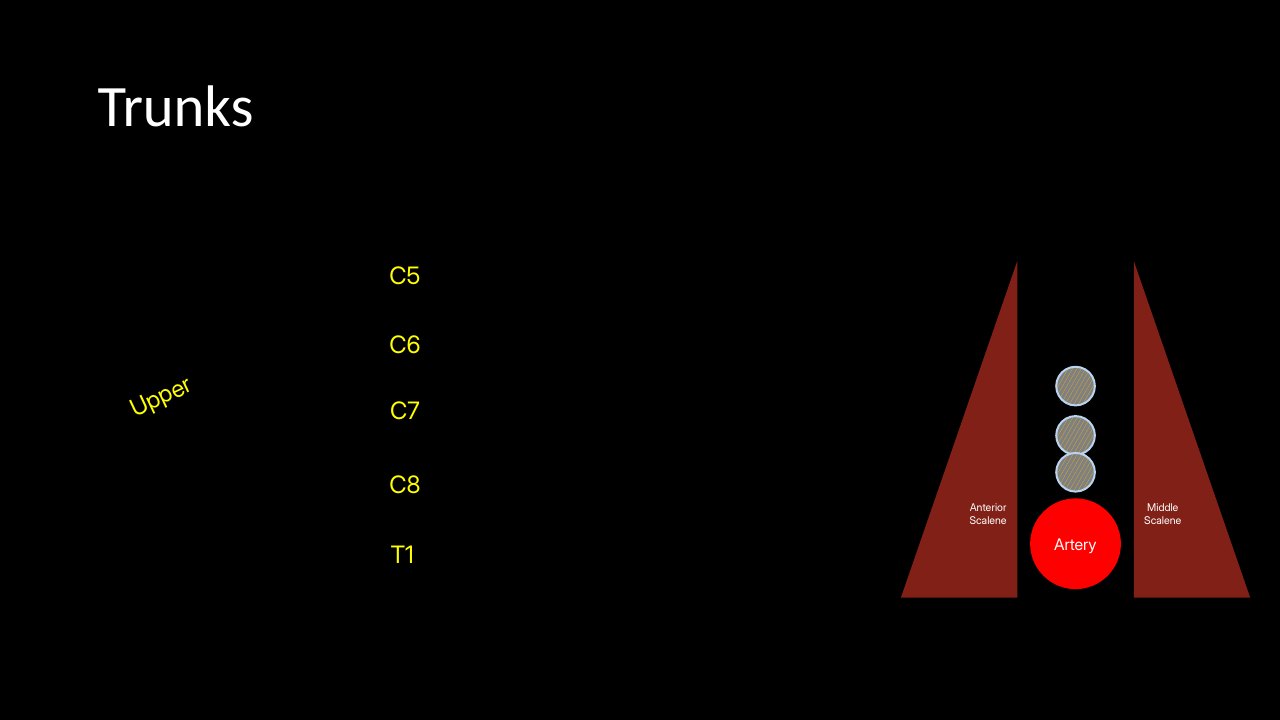 Trunks
C5
C6
Upper
C7
C8
T1
Anterior
Scalene
Middle
Scalene
Artery